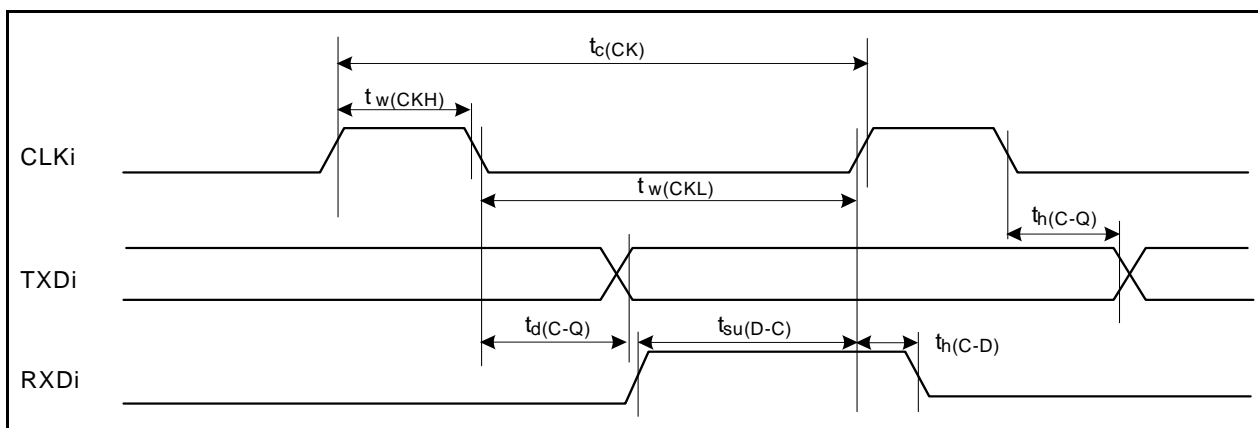 tc(CK)
tw(CKH)
CLKi
tw(CKL)
th(C-Q)
TXDi
td(C-Q)
tsu(D-C)
th(C-D)
RXDi